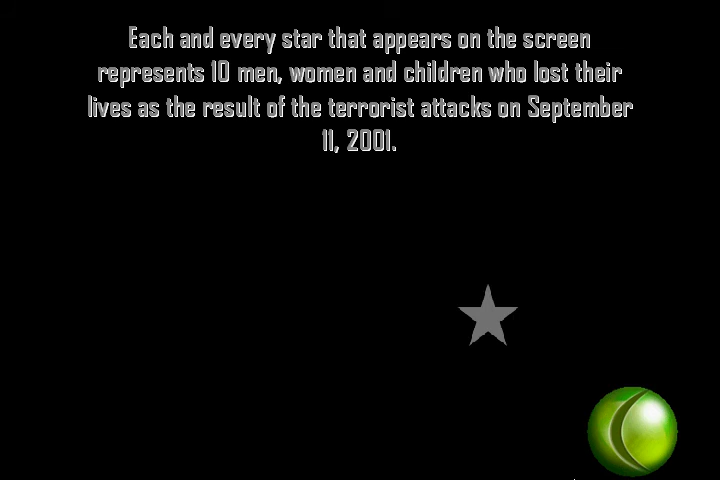 Each and every star that appears on the screen
represents 10 men, women and children who lost their
lives as the result of the terrorist attacks on September
11, 2001.